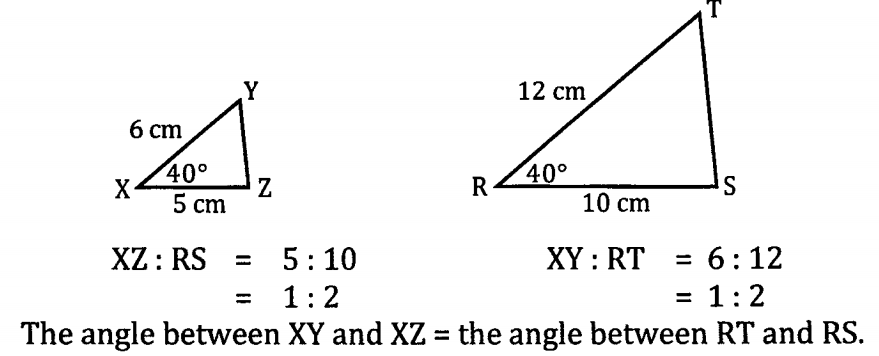 T
12 cm
Y
6 cm
40°
X
Z
5 cm
40°
R
S
10 cm
XZ : RS = 5 : 10
= 1 : 2
XY : RT = 6 : 12
= 1 : 2
The angle between XY and XZ = the angle between RT and RS.